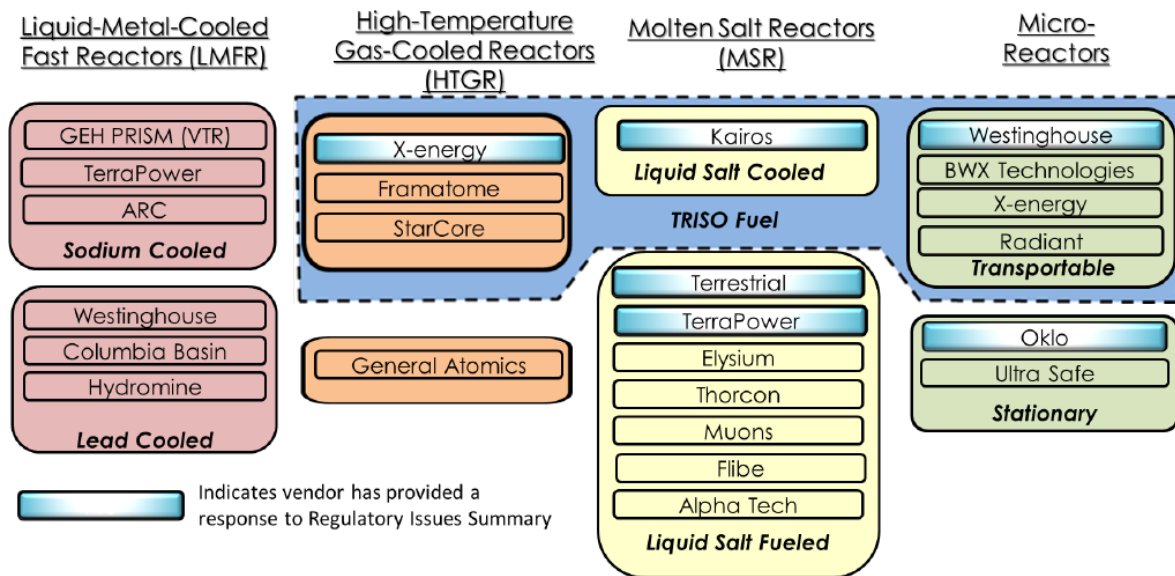 Liquid-Metal-Cooled
Fast Reactors (LMFR)
GEH PRISM (VTR)
TerraPower
ARC
Sodium Cooled
Westinghouse
Columbia Basin
Hydromine
Lead Cooled
High-Temperature
Gas-Cooled Reactors
(HTGR)
X-energy
Framatome
StarCore
General Atomics
Molten Salt Reactors
(MSR)
Kairos
Liquid Salt Cooled
TRISO Fuel
Terrestrial
TerraPower
Elysium
Thorcon
Muons
Flibe
Alpha Tech
Liquid Salt Fueled
Micro-
Reactors
Westinghouse
BWX Technologies
X-energy
Radiant
Transportable
Oklo
Ultra Safe
Stationary
Indicates vendor has provided a
response to Regulatory Issues Summary